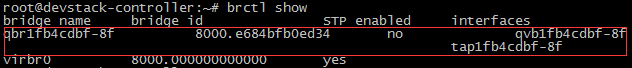 root@devstack-controller:~# brctl show
bridge name bridge id STP enabled interfaces
qbr1fb4cdbf-8f 8000.e684bfb0ed34 no qvb1fb4cdbf-8f
tap1fb4cdbf-8f
virbr0 8000.000000000000 yes